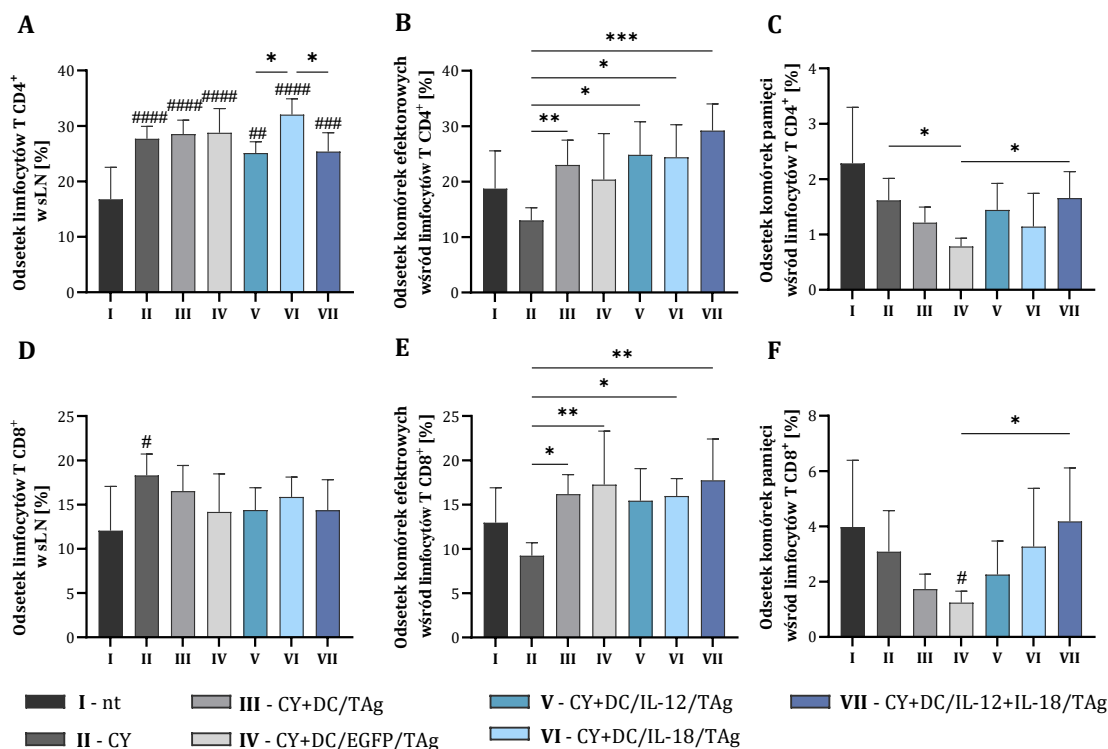 A
Odsetek limfocytów T CD4⁺
w sLN [%]
40
30
20
10
0
####
####
####
##
####
###
*
*
I II III IV V VI VII
B
Odsetek komórek efektorowych
wśród limfocytów T CD4⁺ [%]
50
40
30
20
10
0
***
*
*
**
I II III IV V VI VII
C
Odsetek komórek pamięci
wśród limfocytów T CD4⁺ [%]
4
3
2
1
0
*
*
I II III IV V VI VII
D
Odsetek limfocytów T CD8⁺
w sLN [%]
25
20
15
10
5
0
#
I II III IV V VI VII
E
Odsetek komórek efektrowych
wśród limfocytów T CD8⁺ [%]
25
20
15
10
5
0
**
*
**
*
I II III IV V VI VII
F
Odsetek komórek pamięci
wśród limfocytów T CD8⁺ [%]
8
6
4
2
0
#
*
I II III IV V VI VII
I - nt
II - CY
III - CY+DC/TAg
IV - CY+DC/EGFP/TAg
V - CY+DC/IL-12/TAg
VI - CY+DC/IL-18/TAg
VII - CY+DC/IL-12+IL-18/TAg